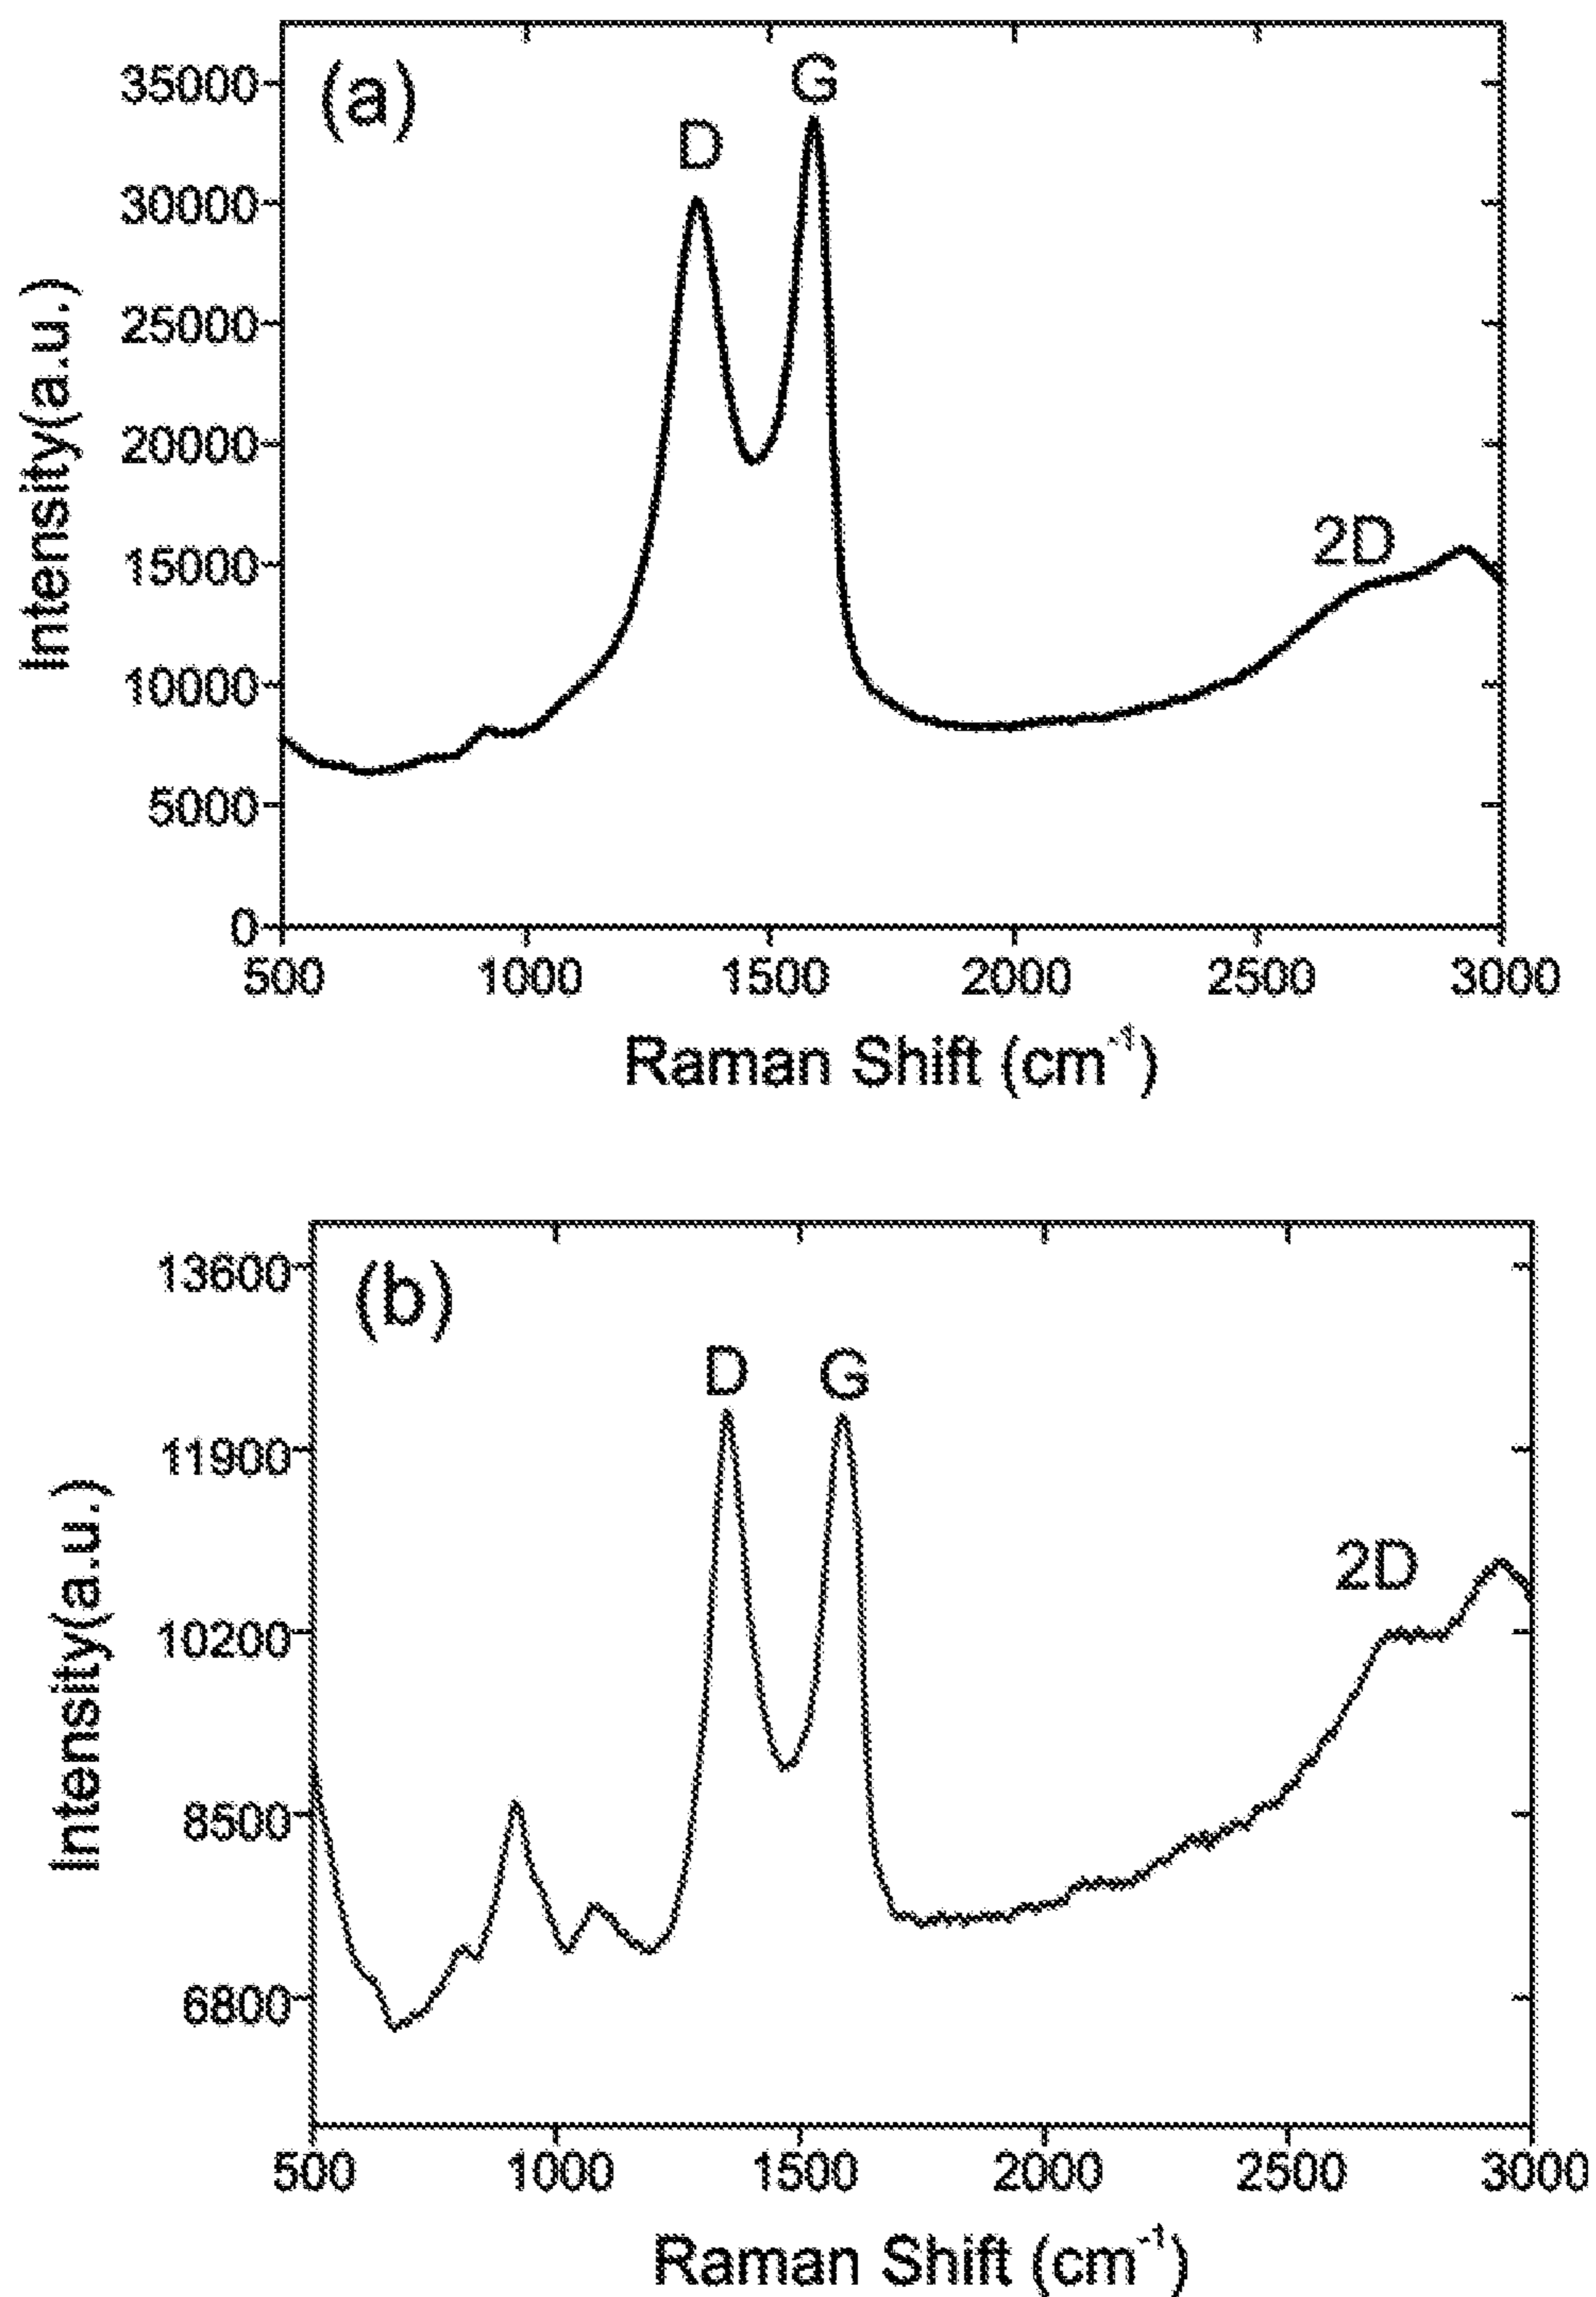 (a)
D
G
2D
35000
30000
25000
20000
15000
10000
5000
0
Intensity(a.u.)
500 1000 1500 2000 2500 3000
Raman Shift (cm⁻¹)
(b)
D G
2D
13600
11900
10200
8500
6800
Intensity(a.u.)
500 1000 1500 2000 2500 3000
Raman Shift (cm⁻¹)